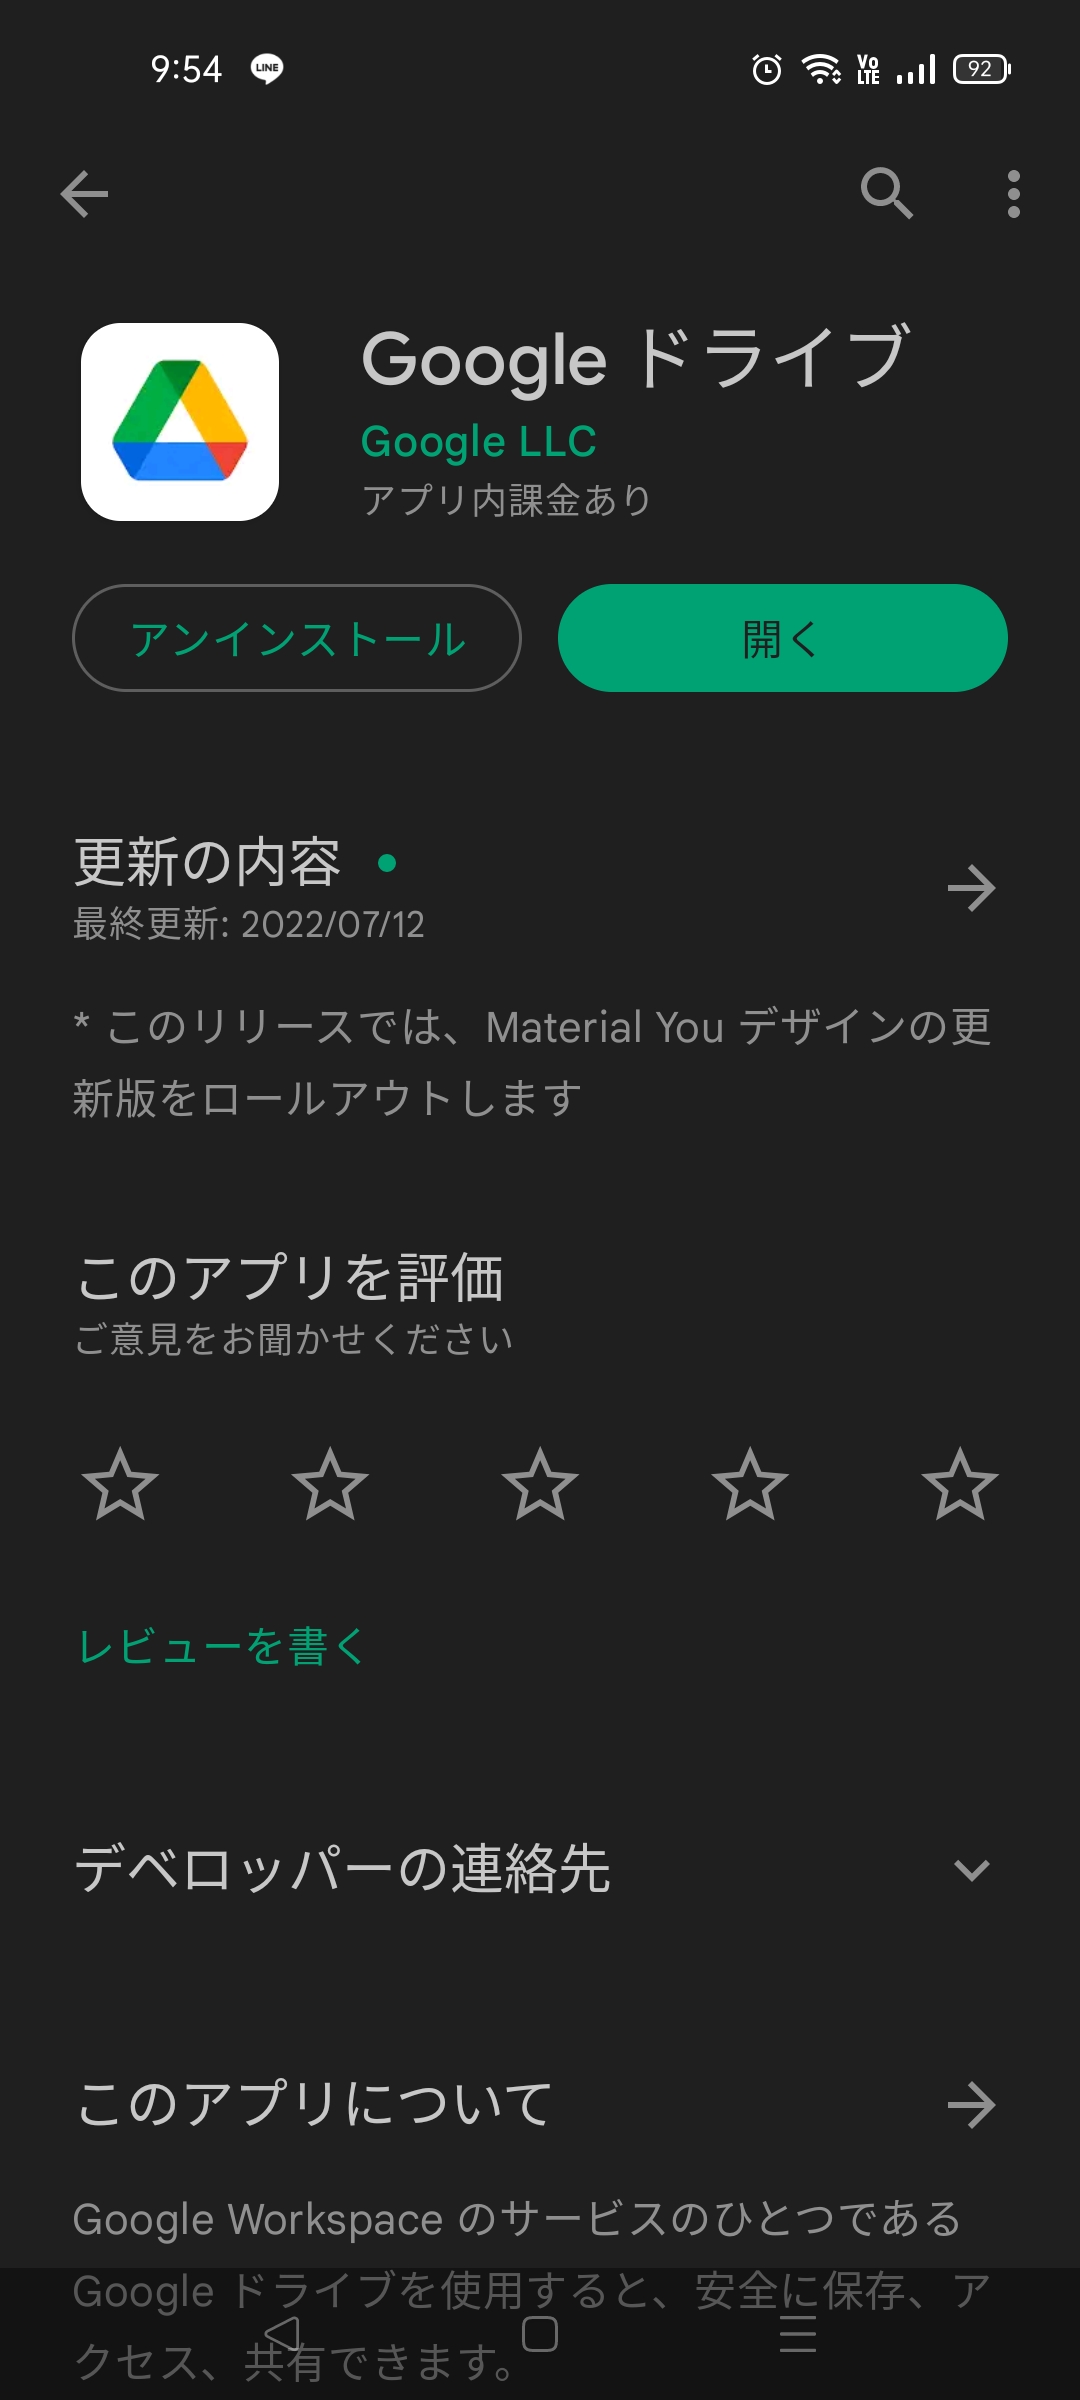 9:54 LINE Vo LTE 92
Google ドライブ
Google LLC
アプリ内課金あり
アンインストール 開く
更新の内容
最終更新: 2022/07/12
* このリリースでは、Material You デザインの更
新版をロールアウトします
このアプリを評価
ご意見をお聞かせください
レビューを書く
デベロッパーの連絡先
このアプリについて
Google Workspace のサービスのひとつである
Google ドライブを使用すると、安全に保存、ア
クセス、共有できます。